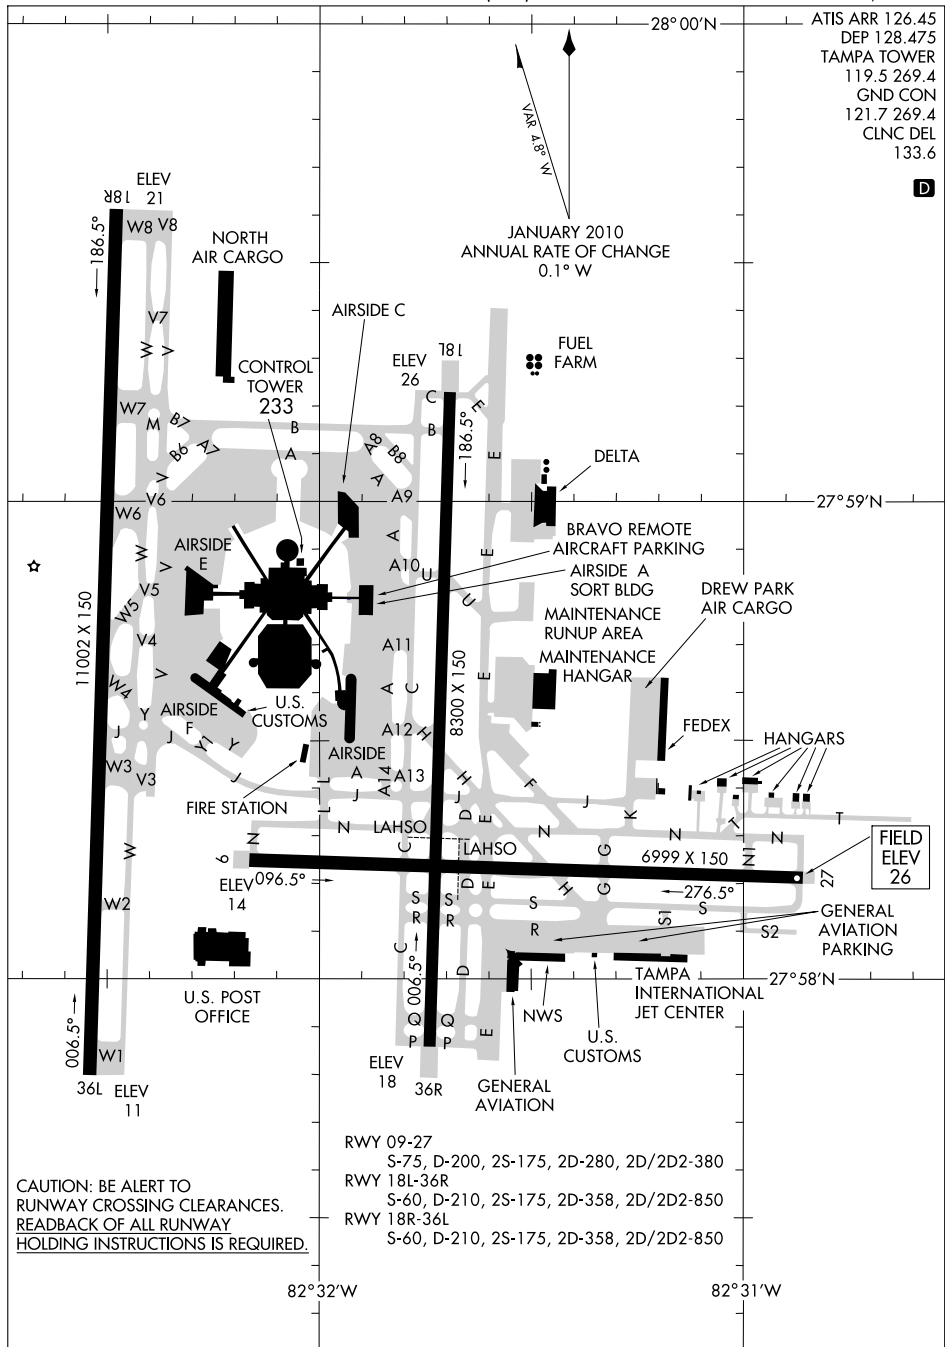 28°00'N
ATIS ARR 126.45
DEP 128.475
TAMPA TOWER
119.5 269.4
GND CON
121.7 269.4
CLNC DEL
133.6
D
VAR 4.8° W
JANUARY 2010
ANNUAL RATE OF CHANGE
0.1° W
18R
ELEV
21
W8
V8
186.5°
NORTH
AIR CARGO
V7
W
V
AIRSIDE C
CONTROL
TOWER
233
ELEV
26
18L
FUEL
FARM
W7
M
B7
B6
A7
B
A
A8
B8
A
C
B
E
186.5°
E
DELTA
V
V6
W6
A9
27°59'N
W
V
AIRSIDE
E
A
A10
U
U
E
BRAVO REMOTE
AIRCRAFT PARKING
AIRSIDE A
SORT BLDG
V5
W5
V4
11002 X 150
A11
MAINTENANCE
RUNUP AREA
MAINTENANCE
HANGAR
DREW PARK
AIR CARGO
W4
V
A
C
E
8300 X 150
U.S.
CUSTOMS
Y
J
J
AIRSIDE
F
Y1
Y
A12
H
FEDEX
HANGARS
W3
V3
J
FIRE STATION
AIRSIDE
A
L
L
J
A14
A13
H
J
F
J
K
T
T
D
E
N
N
LAHSO
C
LAHSO
N
G
N
N1
N
W
9
096.5°
ELEV
14
6999 X 150
27
276.5°
FIELD
ELEV
26
D
E
H
G
W2
S
R
S
R
S
R
S1
S
S2
GENERAL
AVIATION
PARKING
U.S. POST
OFFICE
C
006.5°
D
E
27°58'N
NWS
U.S.
CUSTOMS
TAMPA
INTERNATIONAL
JET CENTER
006.5°
W1
Q
Q
P
P
36L
ELEV
11
ELEV
18
36R
GENERAL
AVIATION
RWY 09-27
S-75, D-200, 2S-175, 2D-280, 2D/2D2-380
RWY 18L-36R
S-60, D-210, 2S-175, 2D-358, 2D/2D2-850
RWY 18R-36L
S-60, D-210, 2S-175, 2D-358, 2D/2D2-850
CAUTION: BE ALERT TO
RUNWAY CROSSING CLEARANCES.
READBACK OF ALL RUNWAY
HOLDING INSTRUCTIONS IS REQUIRED.
82°32'W
82°31'W